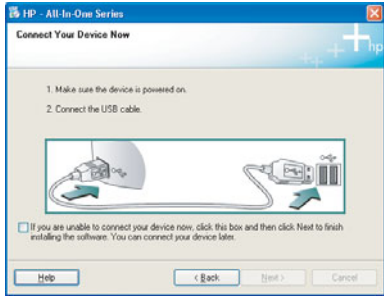 HP - All-In-One Series
Connect Your Device Now
hp
1. Make sure the device is powered on.
2. Connect the USB cable.
If you are unable to connect your device now, click this box and then click Next to finish
installing the software. You can connect your device later.
Help
< Back
Next >
Cancel